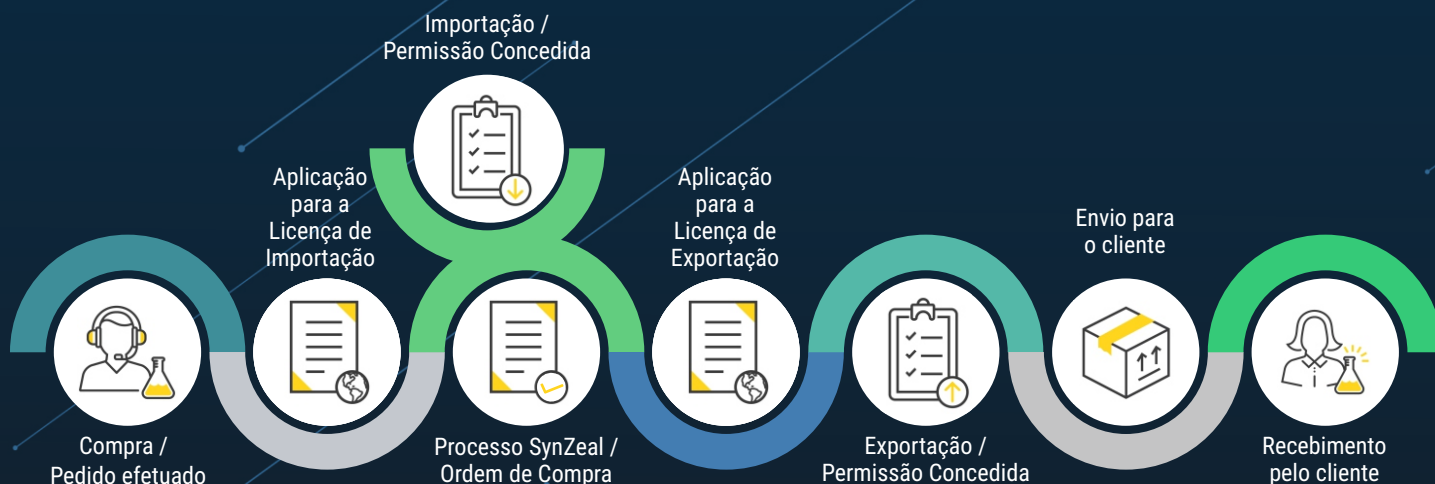 Importação /
Permissão Concedida
Aplicação
para a
Licença de
Importação
Aplicação
para a
Licença de
Exportação
Envio para
o cliente
Compra /
Pedido efetuado
Processo SynZeal /
Ordem de Compra
Exportação /
Permissão Concedida
Recebimento
pelo cliente